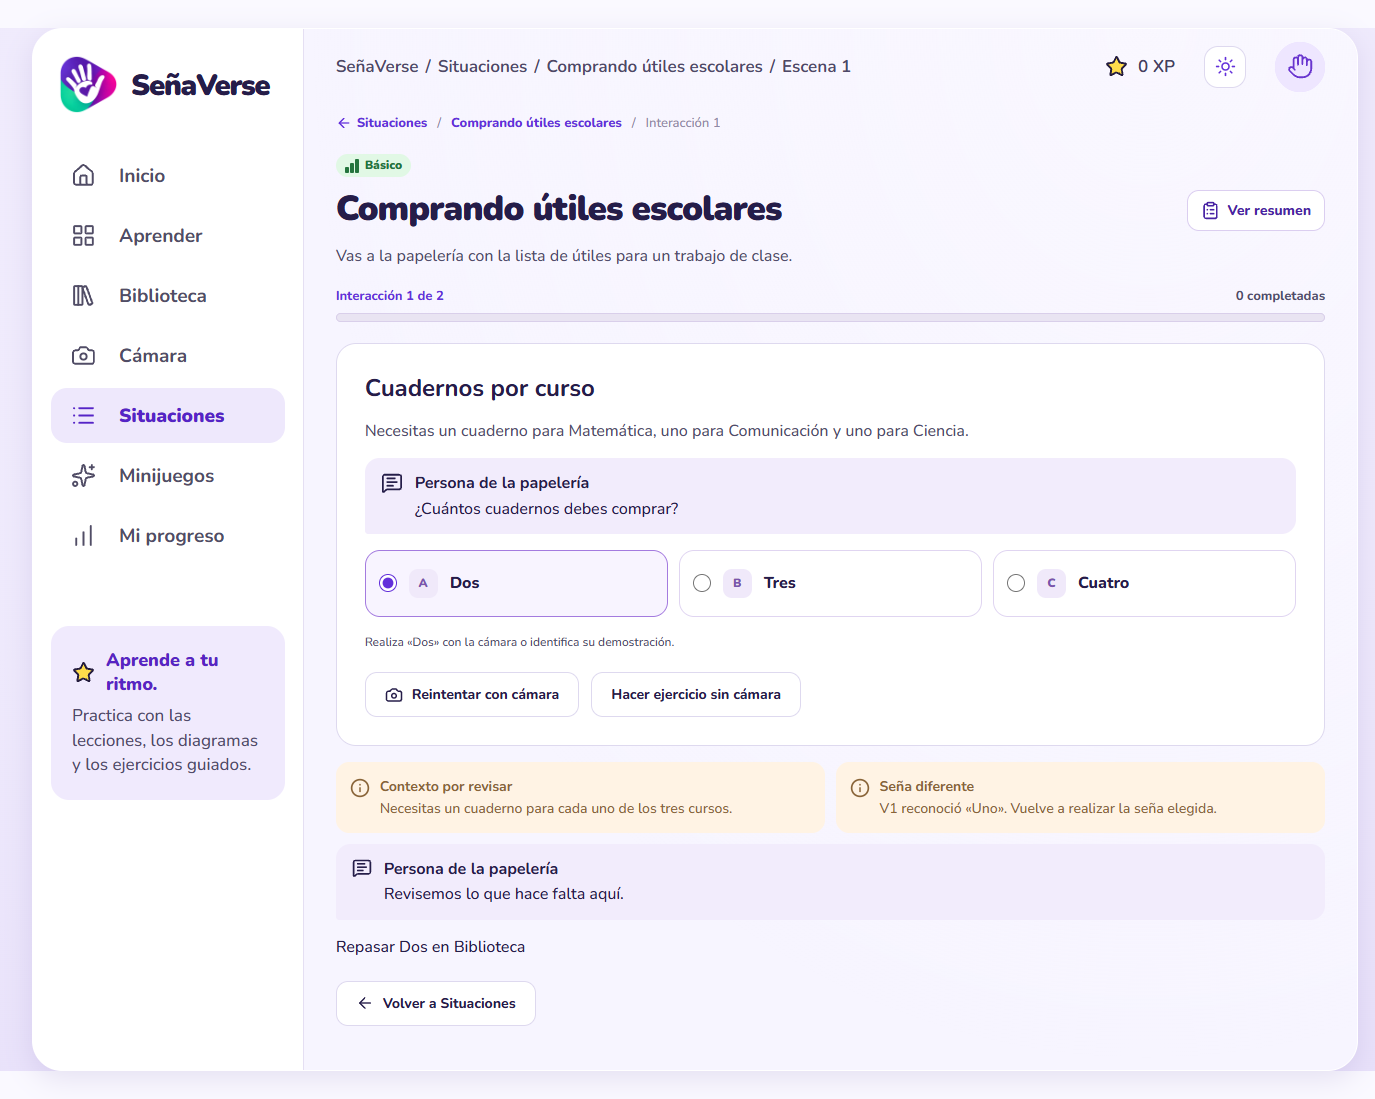 SeñaVerse
Inicio
Aprender
Biblioteca
Cámara
Situaciones
Minijuegos
Mi progreso
Aprende a tu
ritmo.
Practica con las
lecciones, los diagramas
y los ejercicios guiados.
SeñaVerse / Situaciones / Comprando útiles escolares / Escena 1
0 XP
← Situaciones / Comprando útiles escolares / Interacción 1
Básico
Comprando útiles escolares
Ver resumen
Vas a la papelería con la lista de útiles para un trabajo de clase.
Interacción 1 de 2
0 completadas
Cuadernos por curso
Necesitas un cuaderno para Matemática, uno para Comunicación y uno para Ciencia.
Persona de la papelería
¿Cuántos cuadernos debes comprar?
A Dos
B Tres
C Cuatro
Realiza «Dos» con la cámara o identifica su demostración.
Reintentar con cámara
Hacer ejercicio sin cámara
Contexto por revisar
Necesitas un cuaderno para cada uno de los tres cursos.
Seña diferente
V1 reconoció «Uno». Vuelve a realizar la seña elegida.
Persona de la papelería
Revisemos lo que hace falta aquí.
Repasar Dos en Biblioteca
← Volver a Situaciones